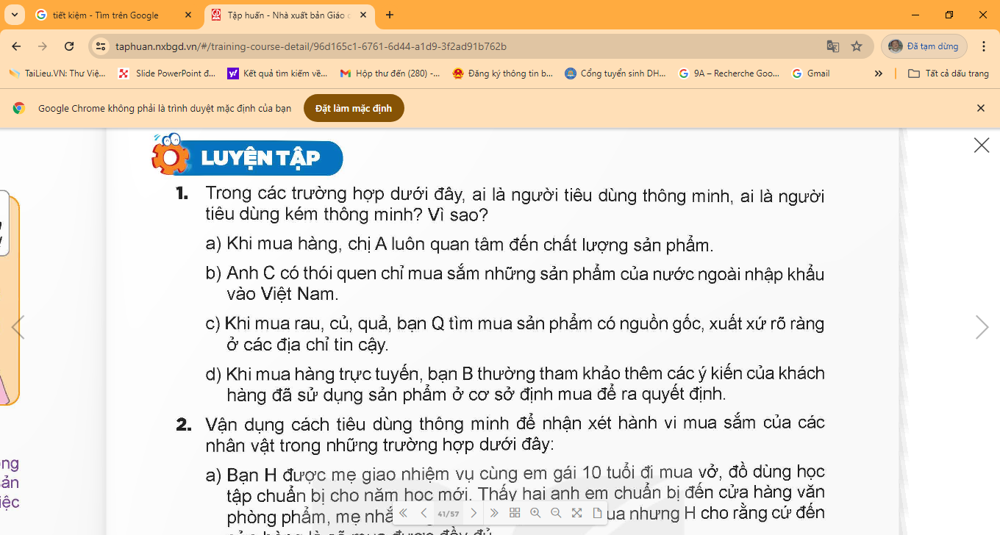 tiết kiệm - Tìm trên Google
Tập huấn - Nhà xuất bản Giáo
taphuan.nxbgd.vn/#/training-course-detail/96d165c1-6761-6d44-a1d9-3f2ad91b762b
Đã tạm dừng
TaiLieu.VN: Thư Việ... Slide PowerPoint đ... Kết quả tìm kiếm về... Hộp thư đến (280) -... Đăng ký thông tin b... Cổng tuyển sinh DH... 9A – Recherche Goo... Gmail Tất cả dấu trang
Google Chrome không phải là trình duyệt mặc định của bạn Đặt làm mặc định
LUYỆN TẬP
1. Trong các trường hợp dưới đây, ai là người tiêu dùng thông minh, ai là người
tiêu dùng kém thông minh? Vì sao?
a) Khi mua hàng, chị A luôn quan tâm đến chất lượng sản phẩm.
b) Anh C có thói quen chỉ mua sắm những sản phẩm của nước ngoài nhập khẩu
vào Việt Nam.
c) Khi mua rau, củ, quả, bạn Q tìm mua sản phẩm có nguồn gốc, xuất xứ rõ ràng
ở các địa chỉ tin cậy.
d) Khi mua hàng trực tuyến, bạn B thường tham khảo thêm các ý kiến của khách
hàng đã sử dụng sản phẩm ở cơ sở định mua để ra quyết định.
2. Vận dụng cách tiêu dùng thông minh để nhận xét hành vi mua sắm của các
nhân vật trong những trường hợp dưới đây:
a) Bạn H được mẹ giao nhiệm vụ cùng em gái 10 tuổi đi mua vở, đồ dùng học
tập chuẩn bị cho năm học mới. Thấy hai anh em chuẩn bị đến cửa hàng văn
phòng phẩm, mẹ nhắ
ua nhưng H cho rằng cứ đến
41/57